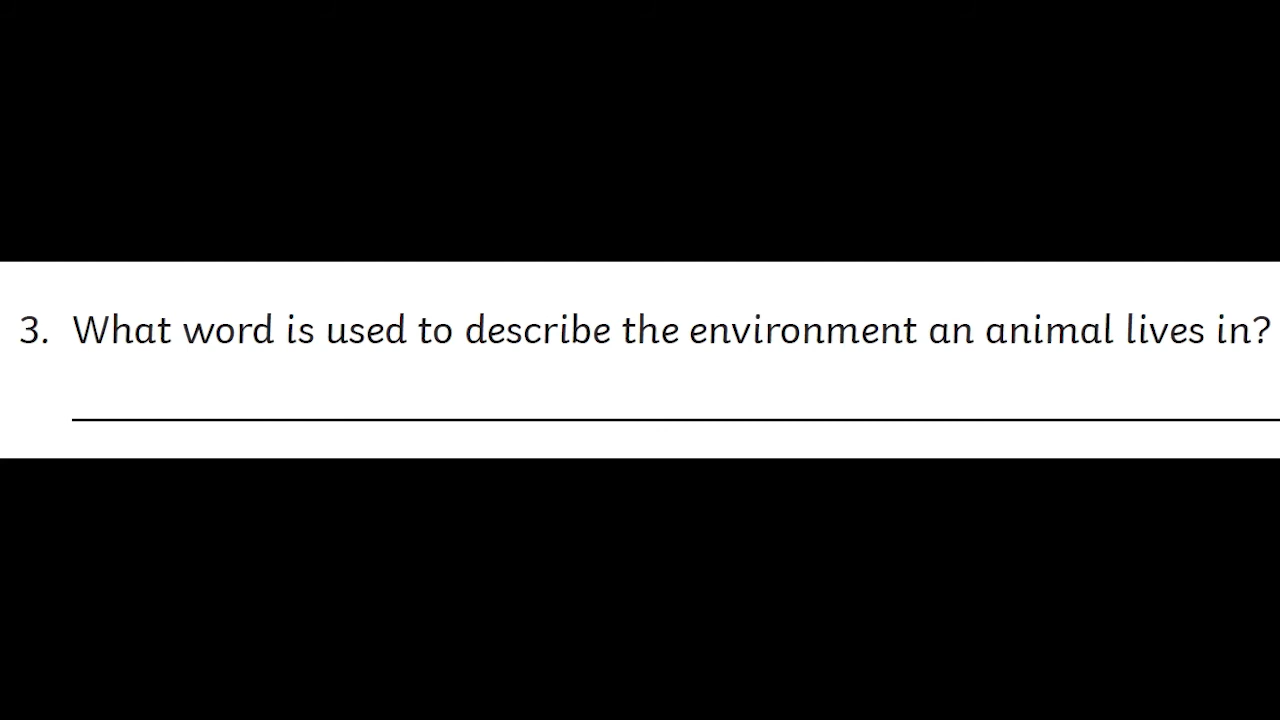 3. What word is used to describe the environment an animal lives in?